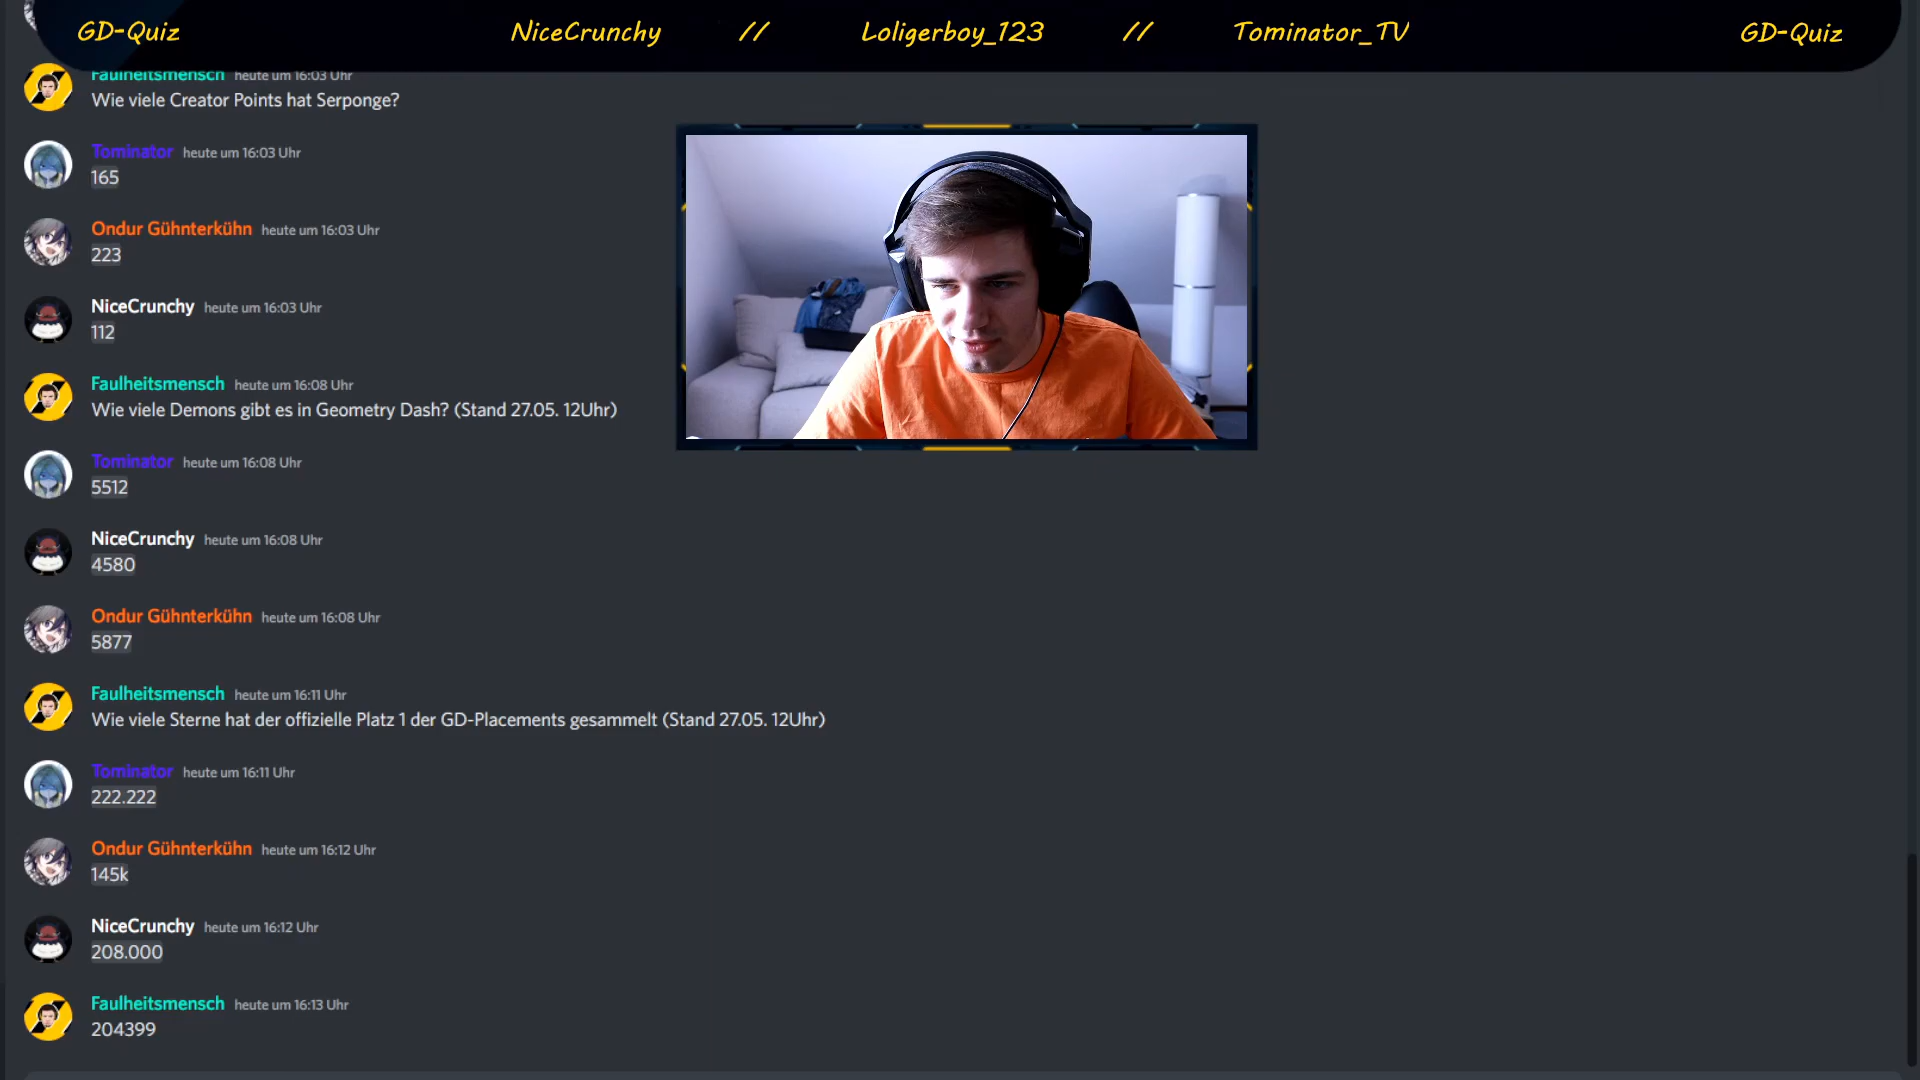 GD-Quiz NiceCrunchy // Loligerboy_123 // Tominator_TV GD-Quiz
Faulheitsmensch heute um 16:03 Uhr
Wie viele Creator Points hat Serponge?
Tominator heute um 16:03 Uhr
165
Ondur Gühnterkühn heute um 16:03 Uhr
223
NiceCrunchy heute um 16:03 Uhr
112
Faulheitsmensch heute um 16:08 Uhr
Wie viele Demons gibt es in Geometry Dash? (Stand 27.05. 12Uhr)
Tominator heute um 16:08 Uhr
5512
NiceCrunchy heute um 16:08 Uhr
4580
Ondur Gühnterkühn heute um 16:08 Uhr
5877
Faulheitsmensch heute um 16:11 Uhr
Wie viele Sterne hat der offizielle Platz 1 der GD-Placements gesammelt (Stand 27.05. 12Uhr)
Tominator heute um 16:11 Uhr
222.222
Ondur Gühnterkühn heute um 16:12 Uhr
145k
NiceCrunchy heute um 16:12 Uhr
208.000
Faulheitsmensch heute um 16:13 Uhr
204399